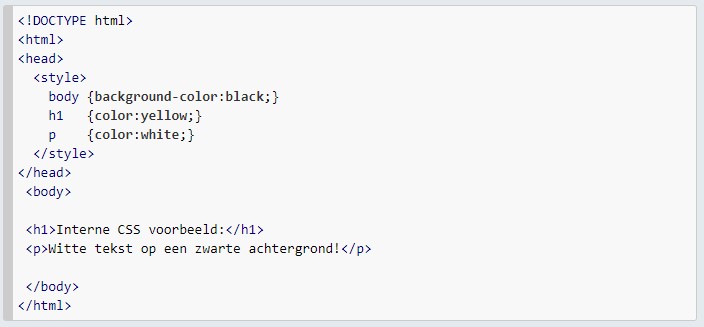 <!DOCTYPE html>
<html>
<head>
  <style>
    body {background-color:black;}
    h1   {color:yellow;}
    p    {color:white;}
  </style>
</head>
 <body>
 <h1>Interne CSS voorbeeld:</h1>
 <p>Witte tekst op een zwarte achtergrond!</p>
 </body>
</html>